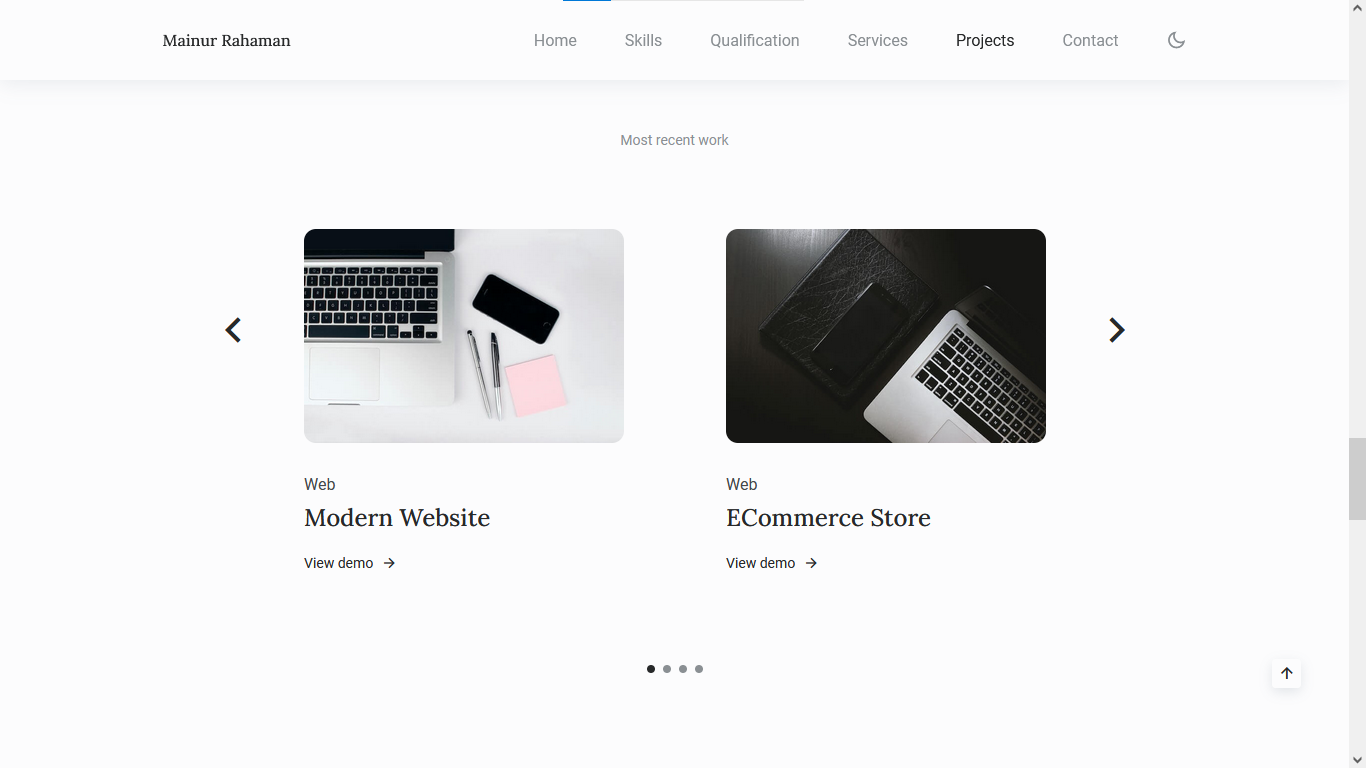 Mainur Rahaman
Home Skills Qualification Services Projects Contact
Most recent work
Web
Modern Website
View demo
Web
ECommerce Store
View demo